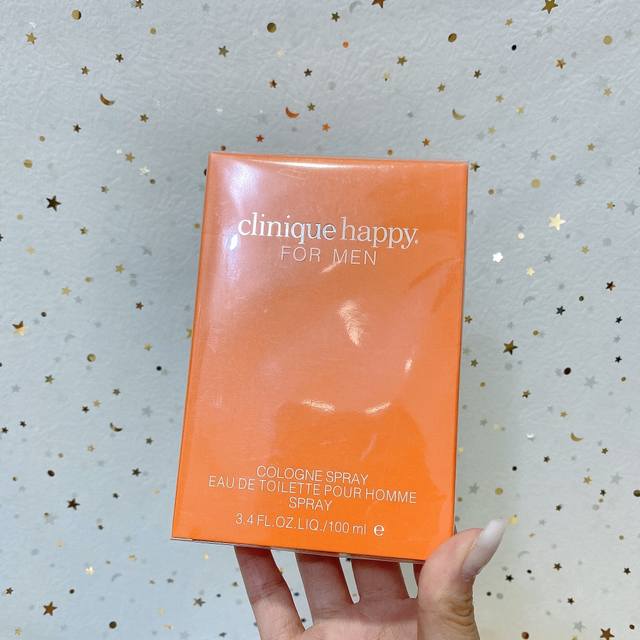 clinique happy.
FOR MEN
COLOGNE SPRAY
EAU DE TOILETTE POUR HOMME
SPRAY
3.4 FL.OZ.LIQ./100 ml ℮